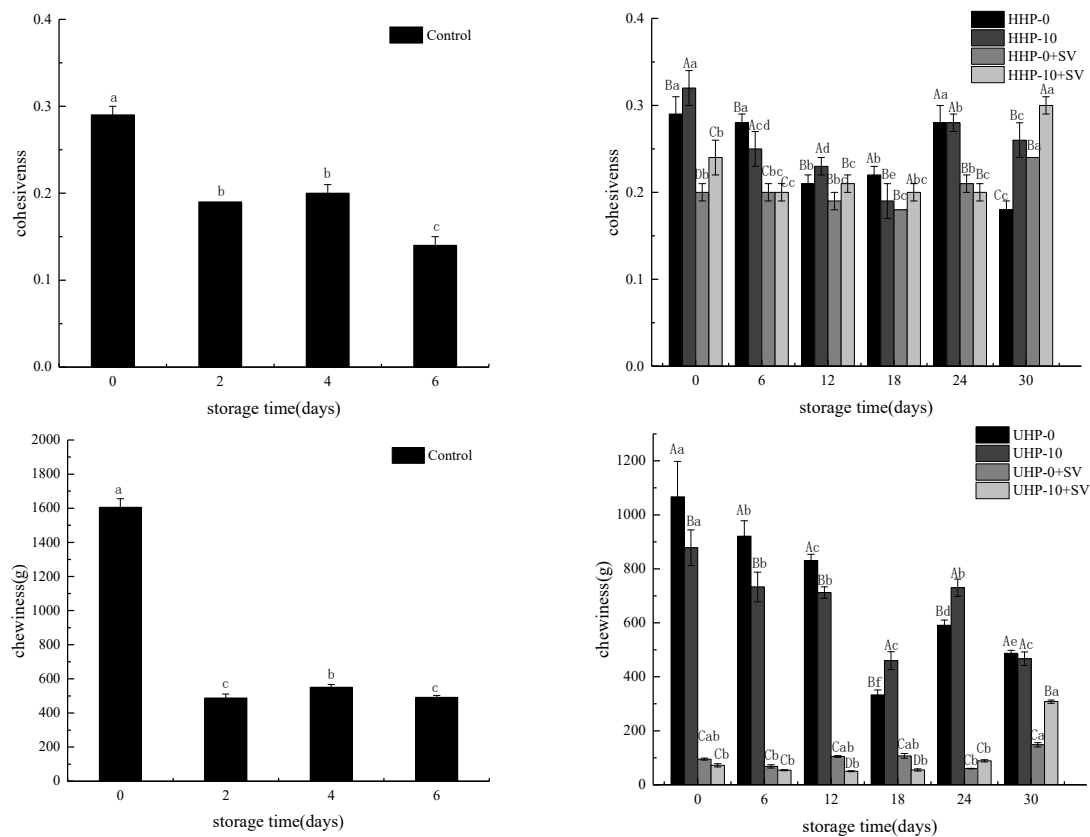 0.4
0.3
0.2
0.1
0.0
cohesivenss
Control
a
b
b
c
0
2
4
6
storage time(days)
0.4
0.3
0.2
0.1
0.0
cohesivenss
HHP-0
HHP-10
HHP-0+SV
HHP-10+SV
Ba
Aa
Db
Cb
Ba
Acd
Cbc
Cc
Bb
Ad
Bbc
Cc
Bc
Ab
Be
Bc
Abc
Aa
Ab
Bb
Bc
Cc
Bc
Ba
Aa
0
6
12
18
24
30
storage time(days)
2000
1800
1600
1400
1200
1000
800
600
400
200
0
chewiness(g)
Control
a
c
b
c
0
2
4
6
storage time(days)
1200
1000
800
600
400
200
0
chewiness(g)
UHP-0
UHP-10
UHP-0+SV
UHP-10+SV
Aa
Ba
Cab
Cb
Ab
Bb
Cb
Cb
Ac
Bb
Cab
Db
Bf
Ac
Cab
Db
Bd
Ab
Cb
Cb
Ae
Ac
Ca
Ba
0
6
12
18
24
30
storage time(days)